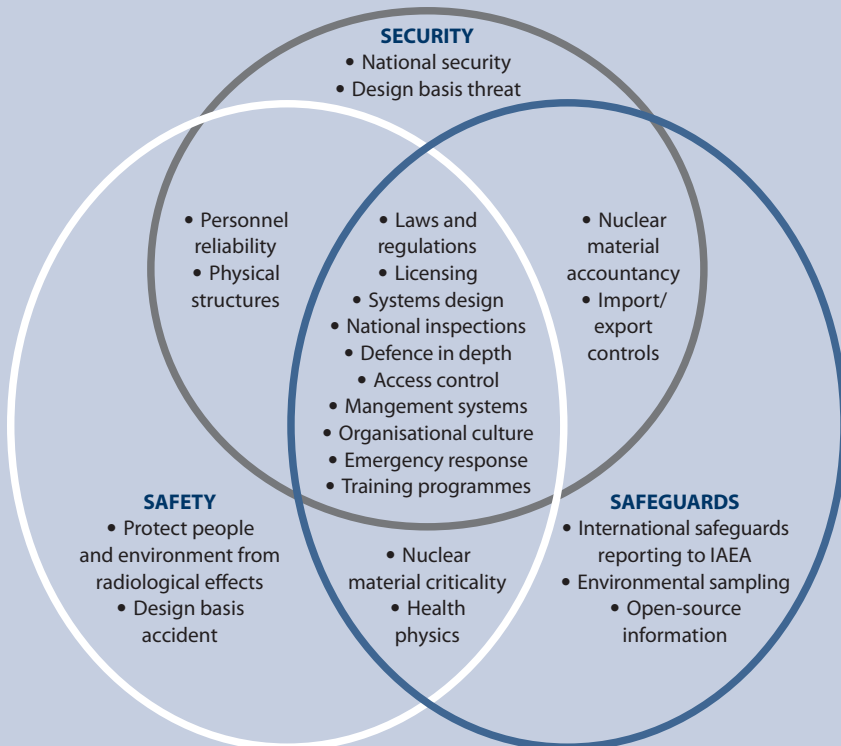 SECURITY
• National security
• Design basis threat
• Personnel
reliability
• Physical
structures
• Laws and
regulations
• Licensing
• Systems design
• National inspections
• Defence in depth
• Access control
• Mangement systems
• Organisational culture
• Emergency response
• Training programmes
• Nuclear
material
accountancy
• Import/
export
controls
SAFETY
• Protect people
and environment from
radiological effects
• Design basis
accident
• Nuclear
material criticality
• Health
physics
SAFEGUARDS
• International safeguards
reporting to IAEA
• Environmental sampling
• Open-source
information